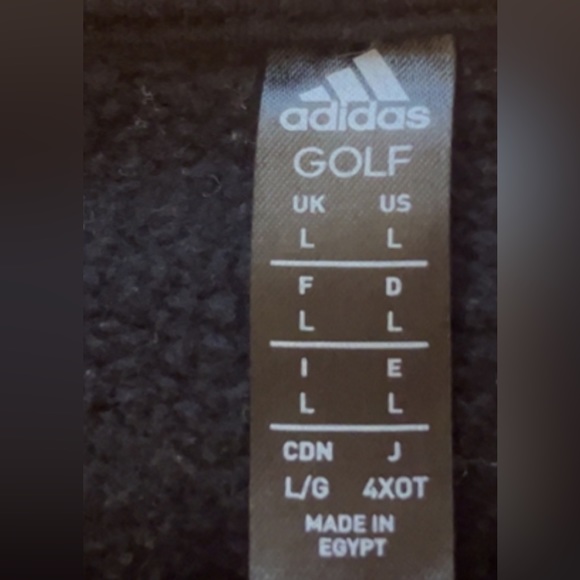 adidas
GOLF
UK US
L L
F D
L L
I E
L L
CDN J
L/G 4XOT
MADE IN
EGYPT